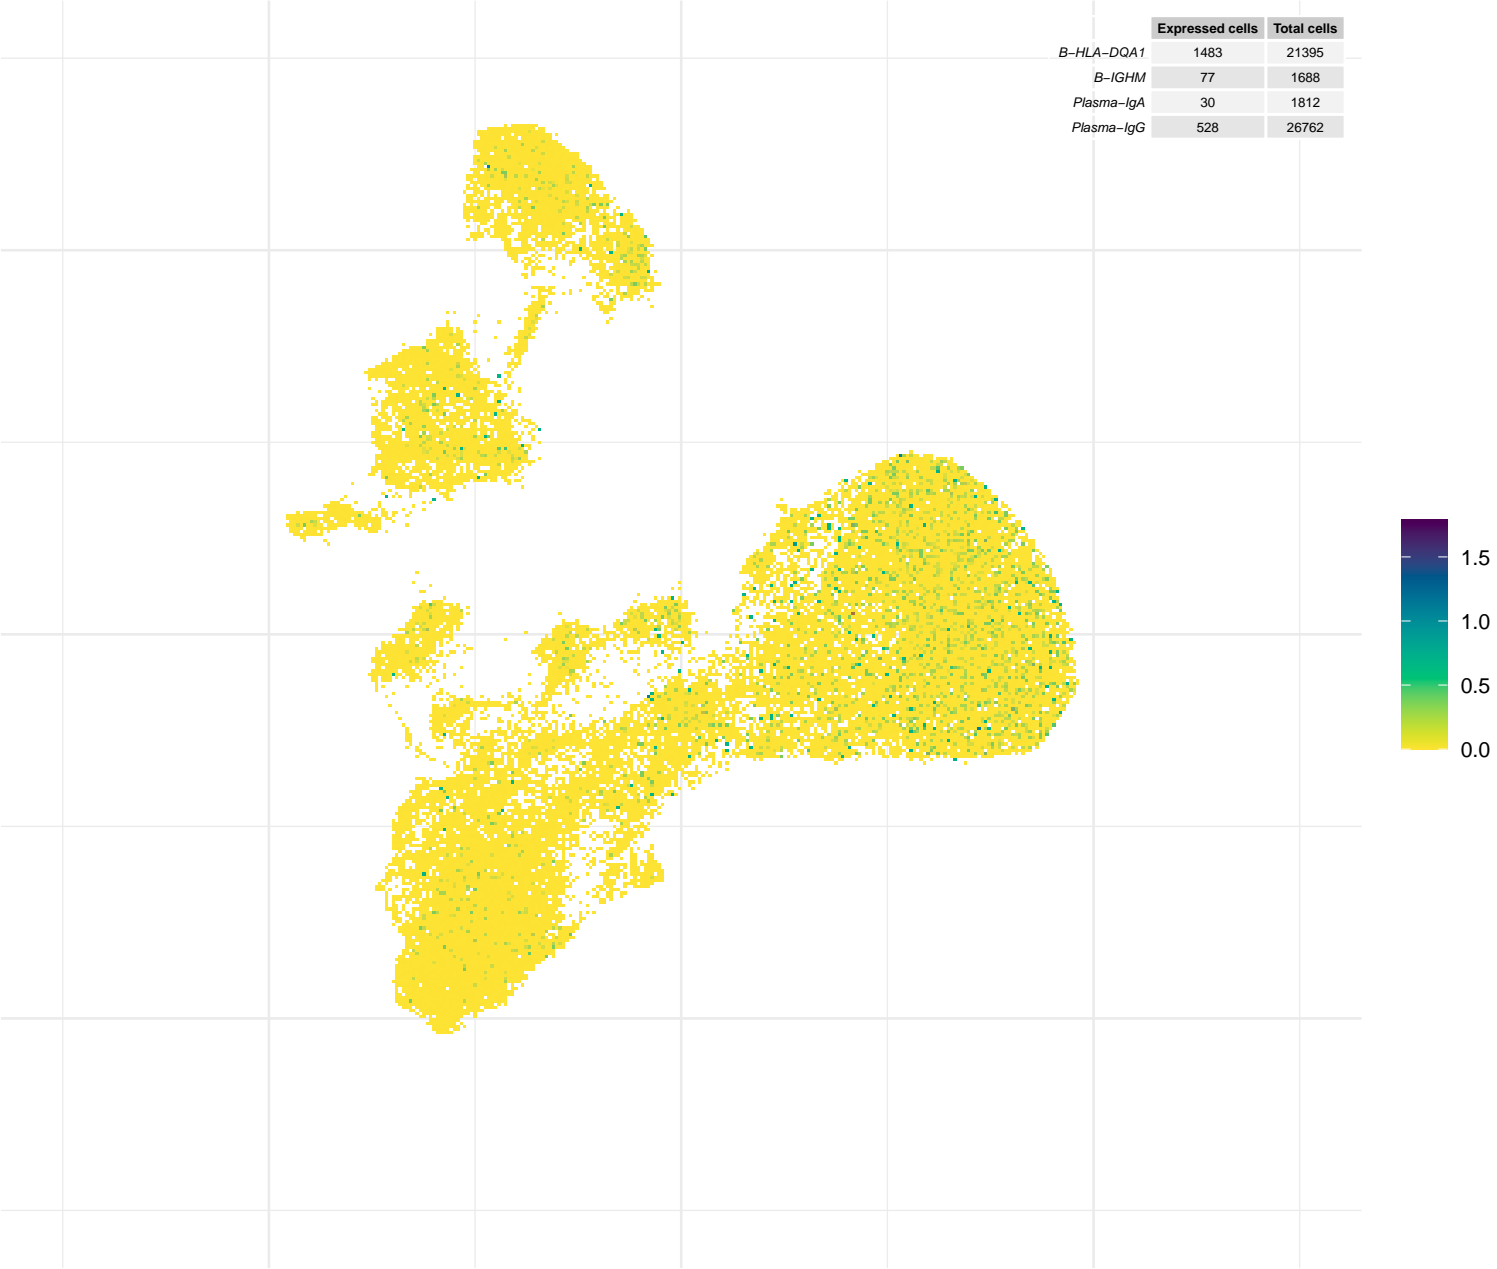 Expressed cells Total cells
B−HLA−DQA1 1483 21395
B−IGHM 77 1688
Plasma−IgA 30 1812
Plasma−IgG 528 26762
1.5
1.0
0.5
0.0